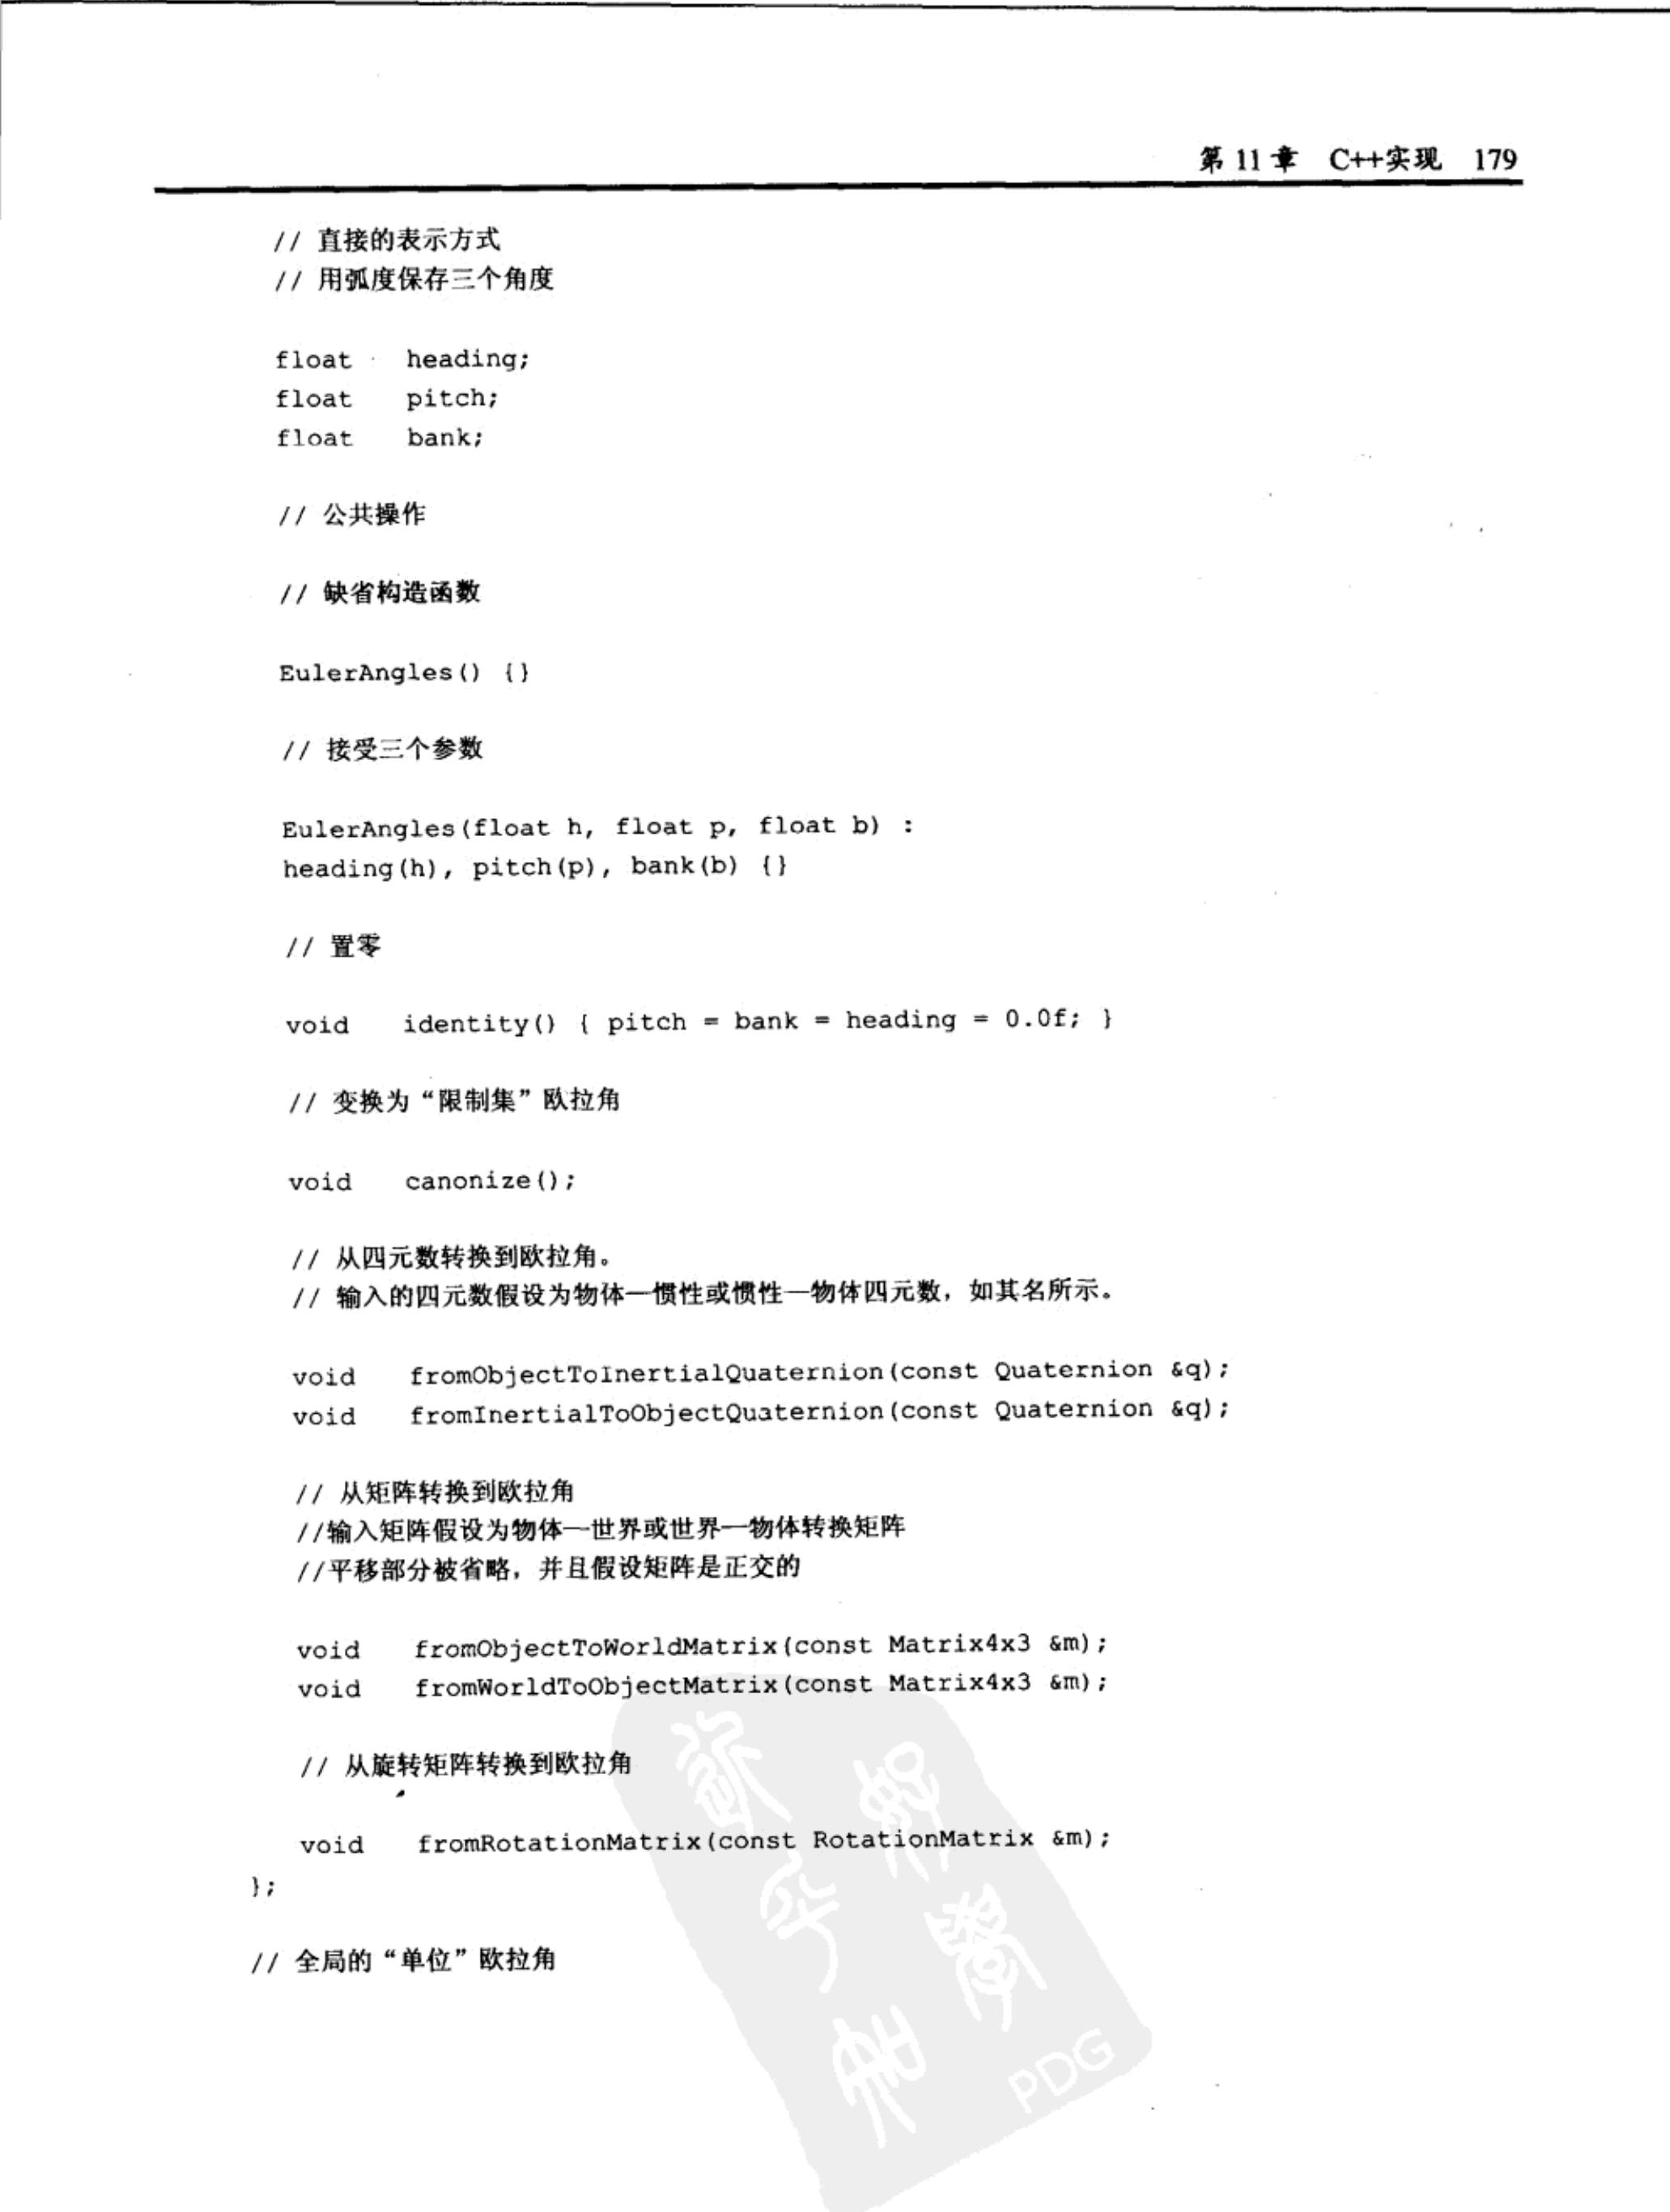 第 11 章 C++实现 179
// 直接的表示方式
// 用弧度保存三个角度
float heading;
float pitch;
float bank;
// 公共操作
// 缺省构造函数
EulerAngles() {}
// 接受三个参数
EulerAngles(float h, float p, float b) :
heading(h), pitch(p), bank(b) {}
// 置零
void identity() { pitch = bank = heading = 0.0f; }
// 变换为“限制集”欧拉角
void canonize();
// 从四元数转换到欧拉角。
// 输入的四元数假设为物体—惯性或惯性—物体四元数，如其名所示。
void fromObjectToInertialQuaternion(const Quaternion &q);
void fromInertialToObjectQuaternion(const Quaternion &q);
// 从矩阵转换到欧拉角
//输入矩阵假设为物体—世界或世界—物体转换矩阵
//平移部分被省略，并且假设矩阵是正交的
void fromObjectToWorldMatrix(const Matrix4x3 &m);
void fromWorldToObjectMatrix(const Matrix4x3 &m);
// 从旋转矩阵转换到欧拉角
void fromRotationMatrix(const RotationMatrix &m);
};
// 全局的“单位”欧拉角
PDG